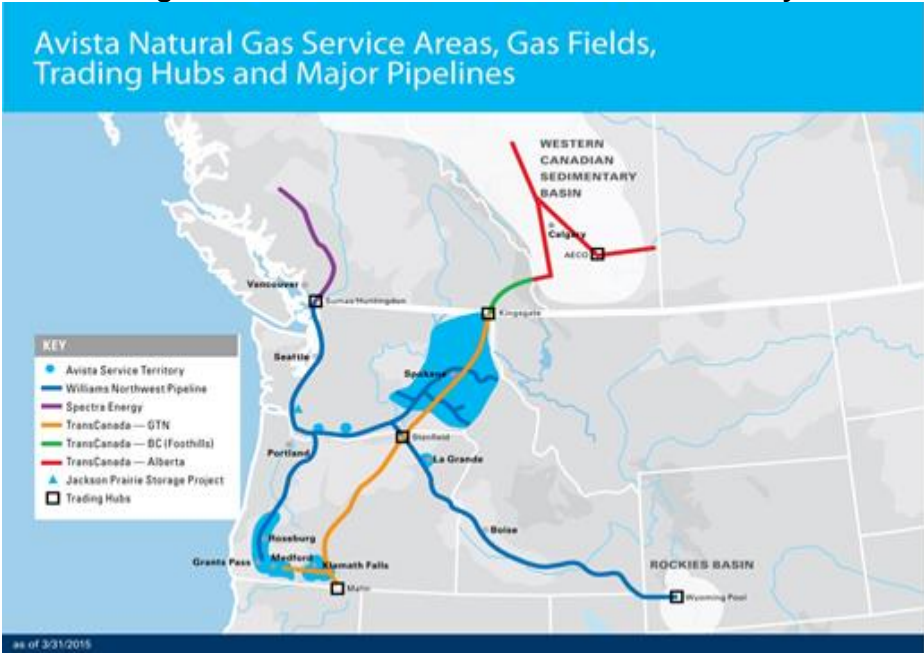 Avista Natural Gas Service Areas, Gas Fields,
Trading Hubs and Major Pipelines
WESTERN
CANADIAN
SEDIMENTARY
BASIN
Calgary
AECO
Vancouver
Sumas/Huntingdon
Kingsgate
KEY
Avista Service Territory
Williams Northwest Pipeline
Spectra Energy
TransCanada — GTN
TransCanada — BC (Foothills)
TransCanada — Alberta
Jackson Prairie Storage Project
Trading Hubs
Seattle
Spokane
Stanfield
Portland
La Grande
Boise
Roseburg
Grants Pass
Medford
Klamath Falls
Malin
ROCKIES BASIN
Wyoming Pool
as of 3/31/2015